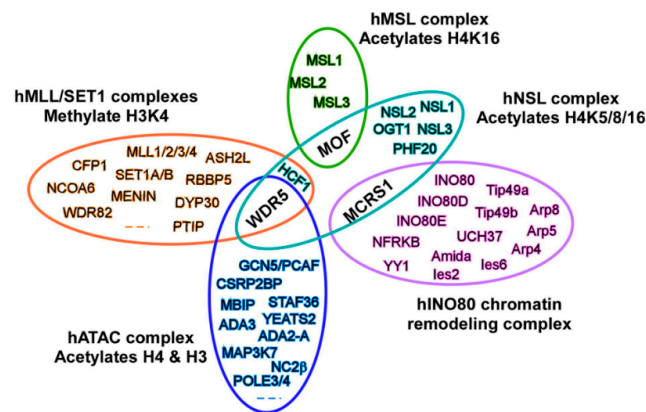 hMSL complex
Acetylates H4K16
MSL1
MSL2
MSL3
MOF
hNSL complex
Acetylates H4K5/8/16
NSL2 NSL1
OGT1 NSL3
PHF20
HCF1
WDR5
MCRS1
hMLL/SET1 complexes
Methylate H3K4
MLL1/2/3/4
CFP1
ASH2L
SET1A/B
NCOA6
RBBP5
MENIN
WDR82
DYP30
PTIP
INO80
Tip49a
INO80D
Tip49b
Arp8
INO80E
Arp5
NFRKB
UCH37
Arp4
YY1
Amida
Ies6
Ies2
hINO80 chromatin
remodeling complex
GCN5/PCAF
CSRP2BP
MBIP
STAF36
ADA3
YEATS2
ADA2-A
MAP3K7
NC2β
POLE3/4
hATAC complex
Acetylates H4 & H3